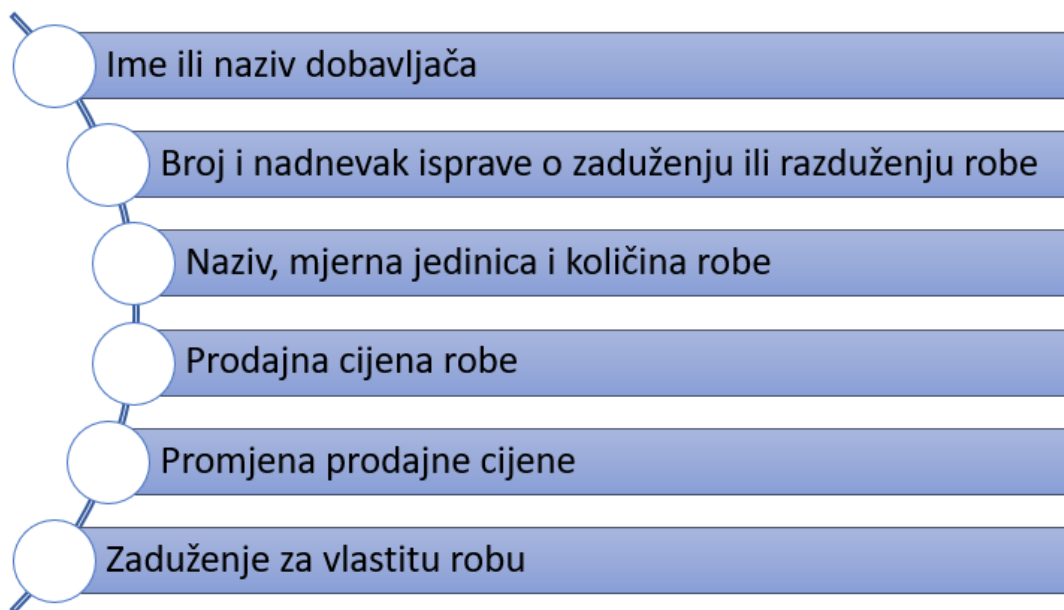 Ime ili naziv dobavljača
Broj i nadnevak isprave o zaduženju ili razduženju robe
Naziv, mjerna jedinica i količina robe
Prodajna cijena robe
Promjena prodajne cijene
Zaduženje za vlastitu robu